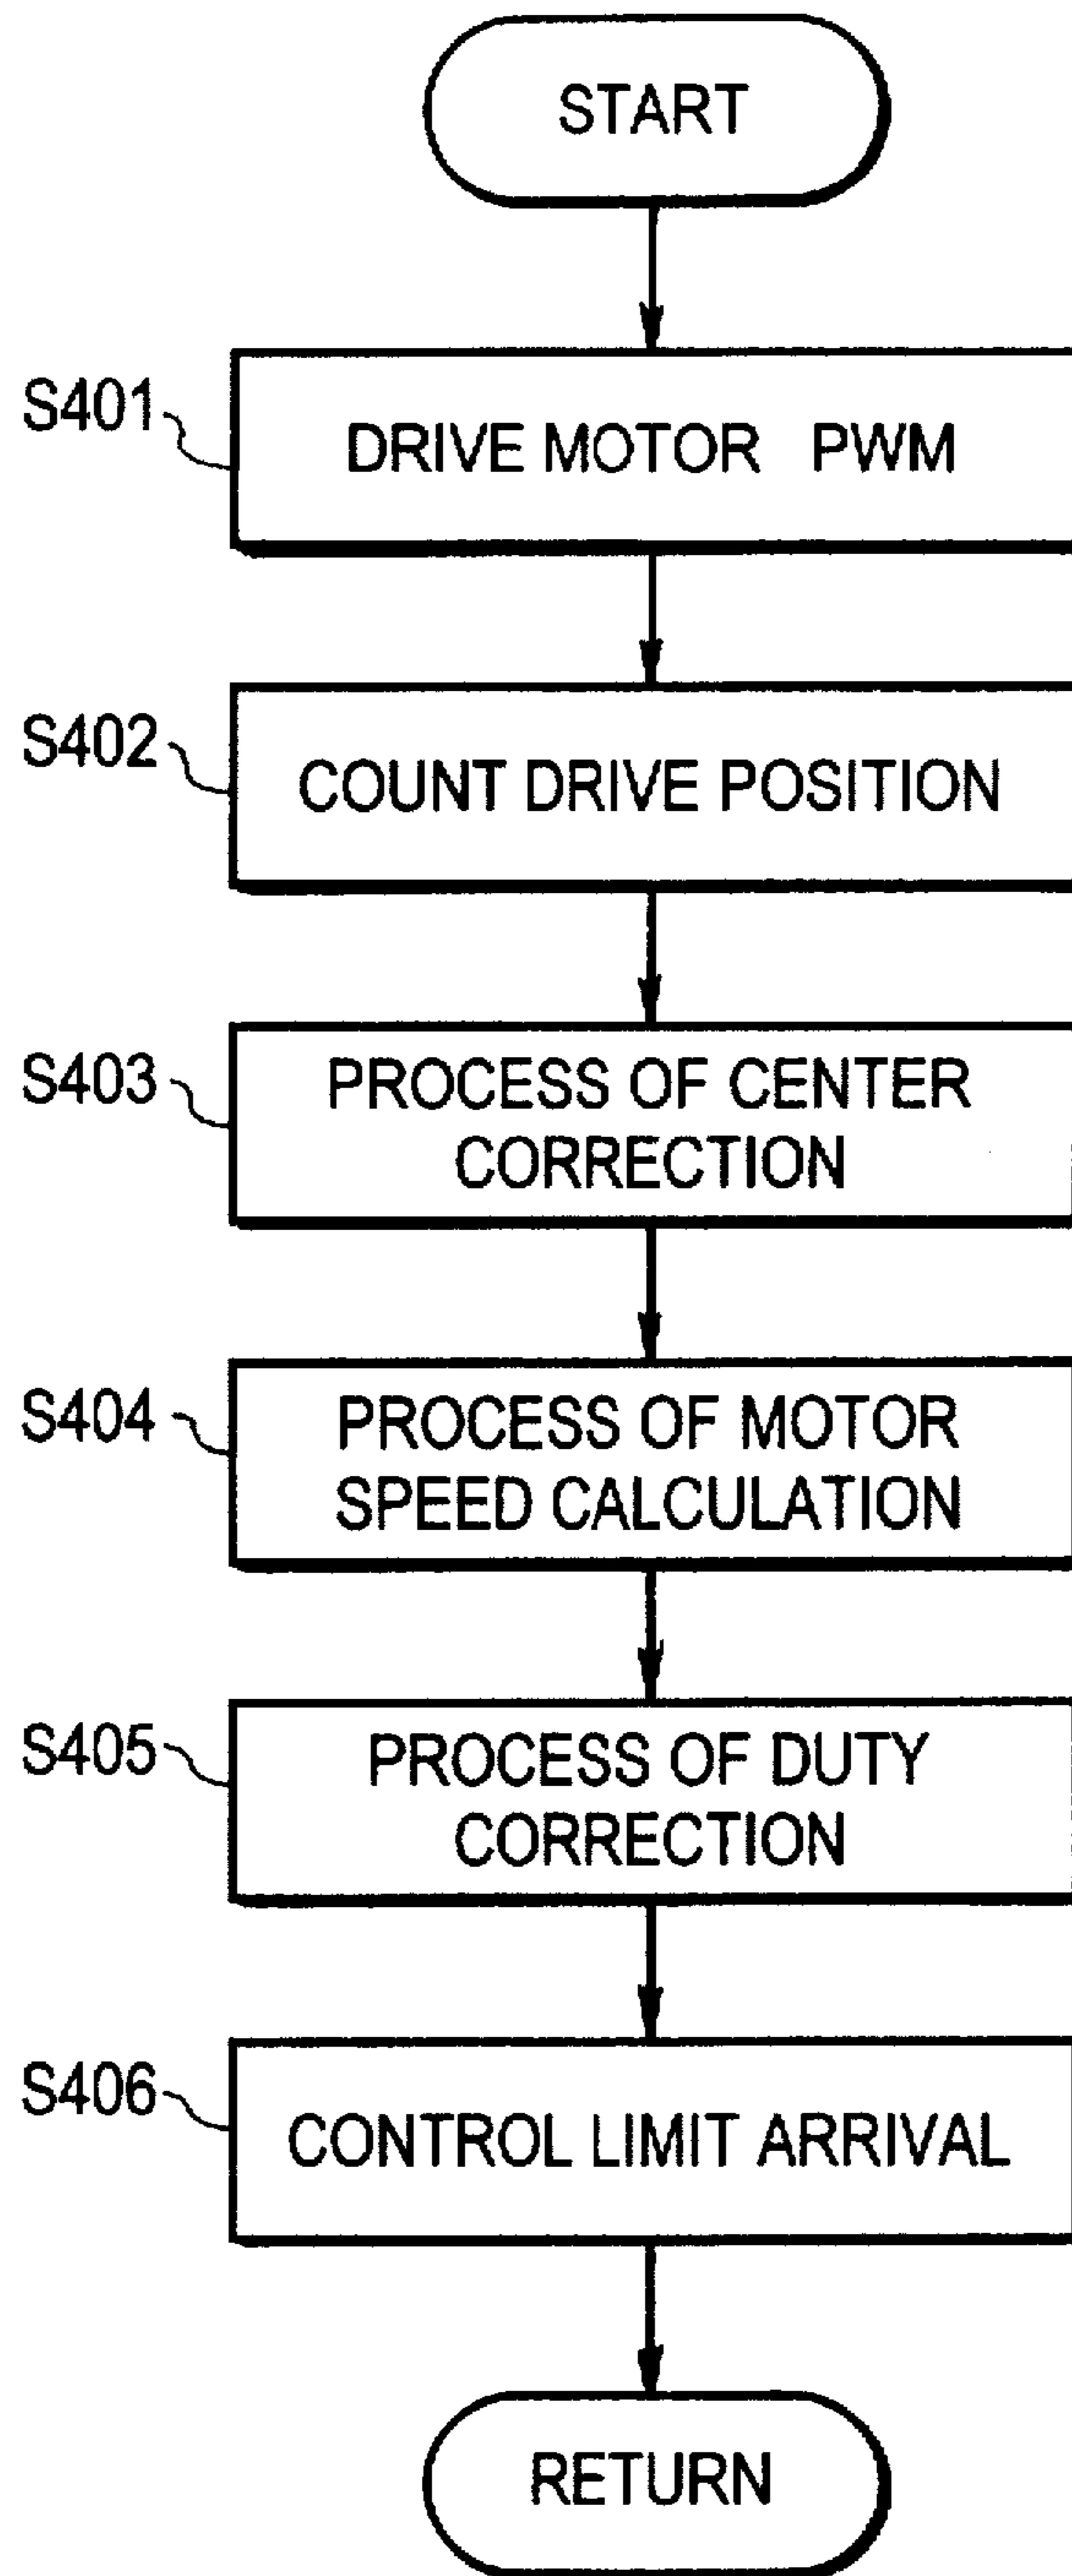 START
S401
DRIVE MOTOR PWM
S402
COUNT DRIVE POSITION
S403
PROCESS OF CENTER
CORRECTION
S404
PROCESS OF MOTOR
SPEED CALCULATION
S405
PROCESS OF DUTY
CORRECTION
S406
CONTROL LIMIT ARRIVAL
RETURN